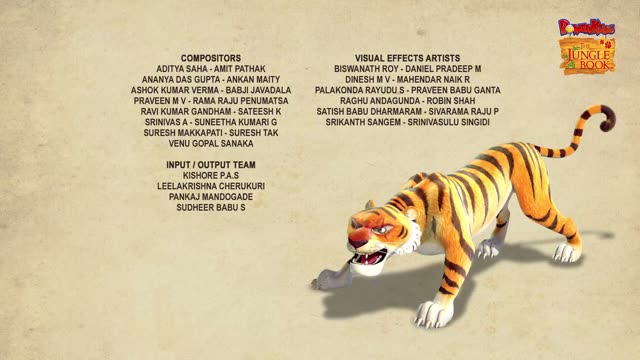 COMPOSITORS
ADITYA SAHA - AMIT PATHAK
ANANYA DAS GUPTA - ANKAN MAITY
ASHOK KUMAR VERMA - BABJI JAVADALA
PRAVEEN M V - RAMA RAJU PENUMATSA
RAVI KUMAR GANDHAM - SATEESH K
SRINIVAS A - SUNEETHA KUMARI G
SURESH MAKKAPATI - SURESH TAK
VENU GOPAL SANAKA
INPUT / OUTPUT TEAM
KISHORE P.A.S
LEELAKRISHNA CHERUKURI
PANKAJ MANDOGADE
SUDHEER BABU S
VISUAL EFFECTS ARTISTS
BISWANATH ROY - DANIEL PRADEEP M
DINESH M V - MAHENDAR NAIK R
PALAKONDA RAYUDU.S - PRAVEEN BABU GANTA
RAGHU ANDAGUNDA - ROBIN SHAH
SATISH BABU DHARMARAM - SIVARAMA RAJU P
SRIKANTH SANGEM - SRINIVASULU SINGIDI
POWERKIDS
THE
JUNGLE
BOOK